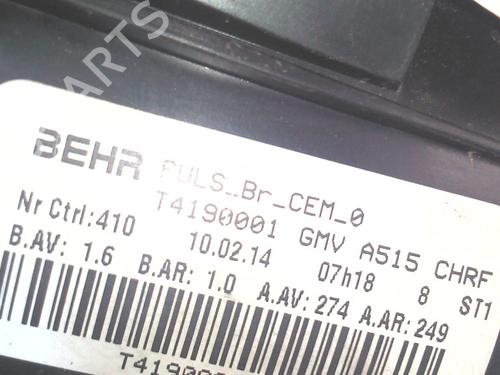 PARTS
BEHR PULS_Br_CEM_0
T4190001 GMV A515 CHRF
Nr Ctrl:410 10.02.14 07h18 8 ST1
B.AV: 1.6 B.AR: 1.0 A.AV: 274 A.AR: 249